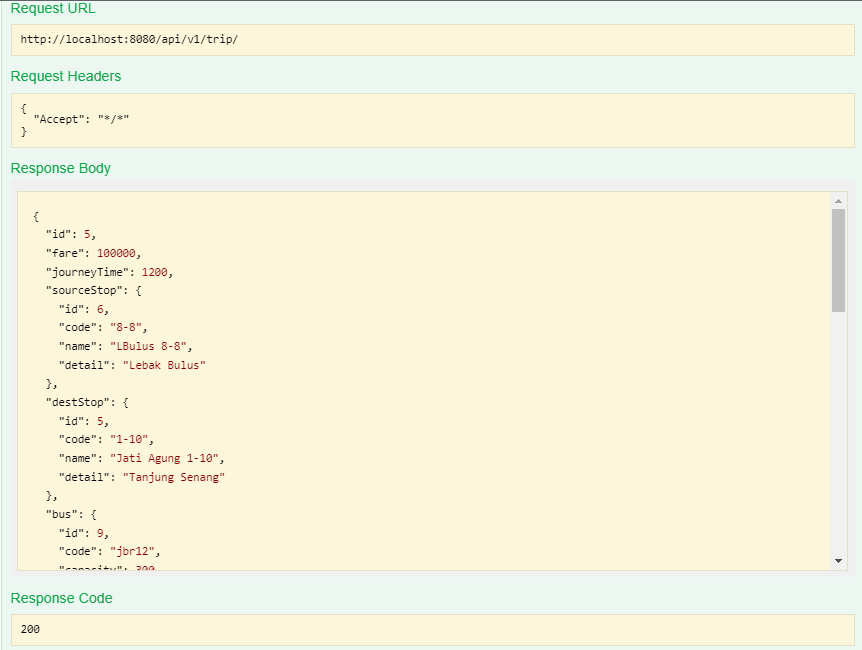 Request URL
http://localhost:8080/api/v1/trip/
Request Headers
{
"Accept": "*/*"
}
Response Body
{
"id": 5,
"fare": 100000,
"journeyTime": 1200,
"sourceStop": {
"id": 6,
"code": "8-8",
"name": "LBulus 8-8",
"detail": "Lebak Bulus"
},
"destStop": {
"id": 5,
"code": "1-10",
"name": "Jati Agung 1-10",
"detail": "Tanjung Senang"
},
"bus": {
"id": 9,
"code": "jbr12",
"capacity": 300
Response Code
200